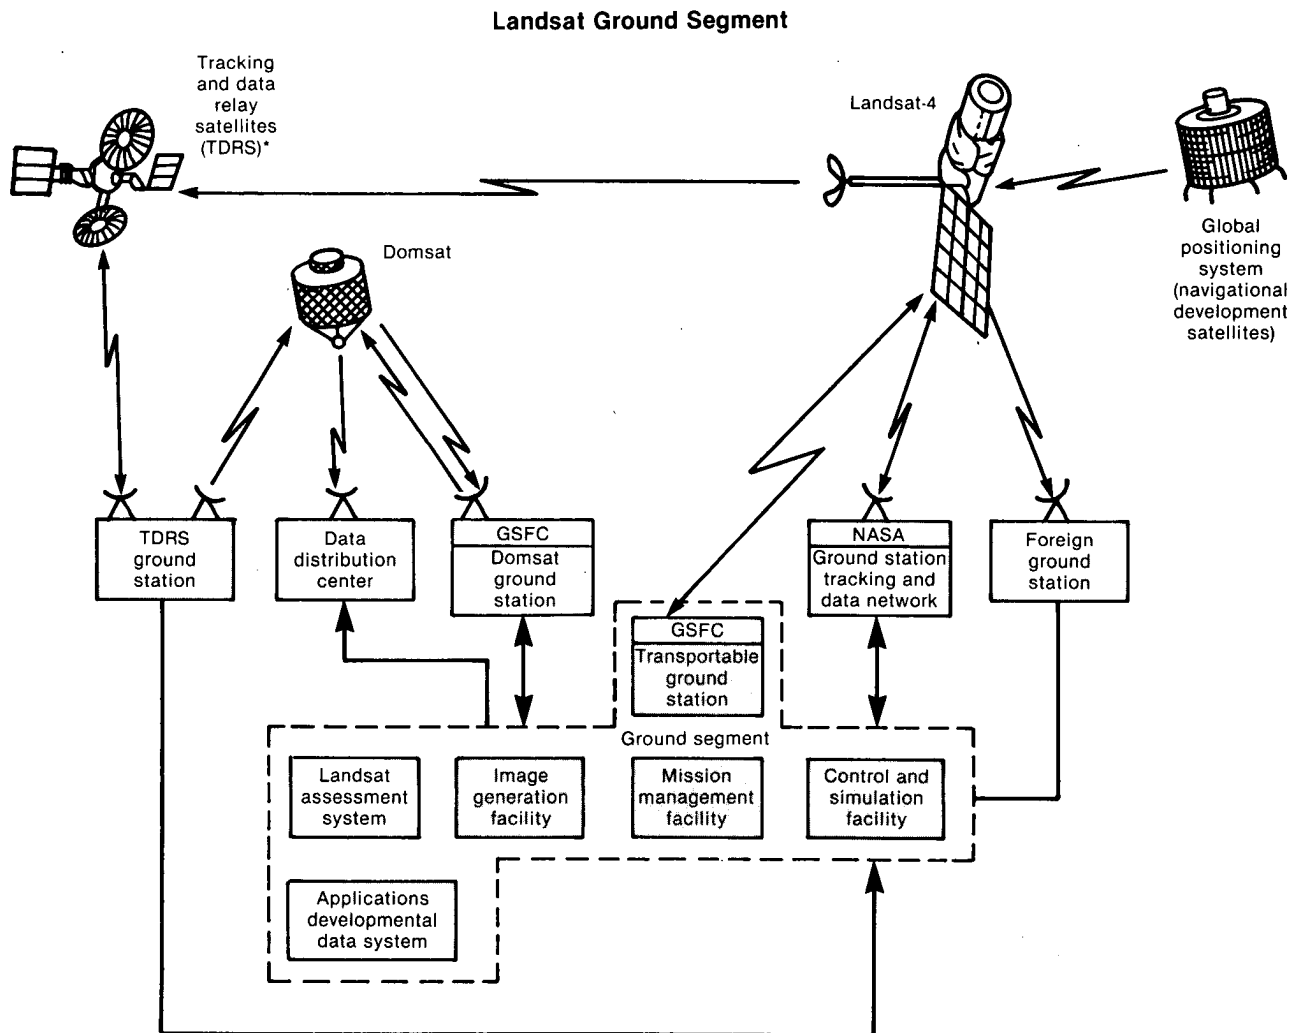 Landsat Ground Segment
Tracking
and data
relay
satellites
(TDRS)*
Landsat-4
Domsat
Global
positioning
system
(navigational
development
satellites)
TDRS
ground
station
Data
distribution
center
GSFC
Domsat
ground
station
NASA
Ground station
tracking and
data network
Foreign
ground
station
GSFC
Transportable
ground
station
Ground segment
Landsat
assessment
system
Image
generation
facility
Mission
management
facility
Control and
simulation
facility
Applications
developmental
data system